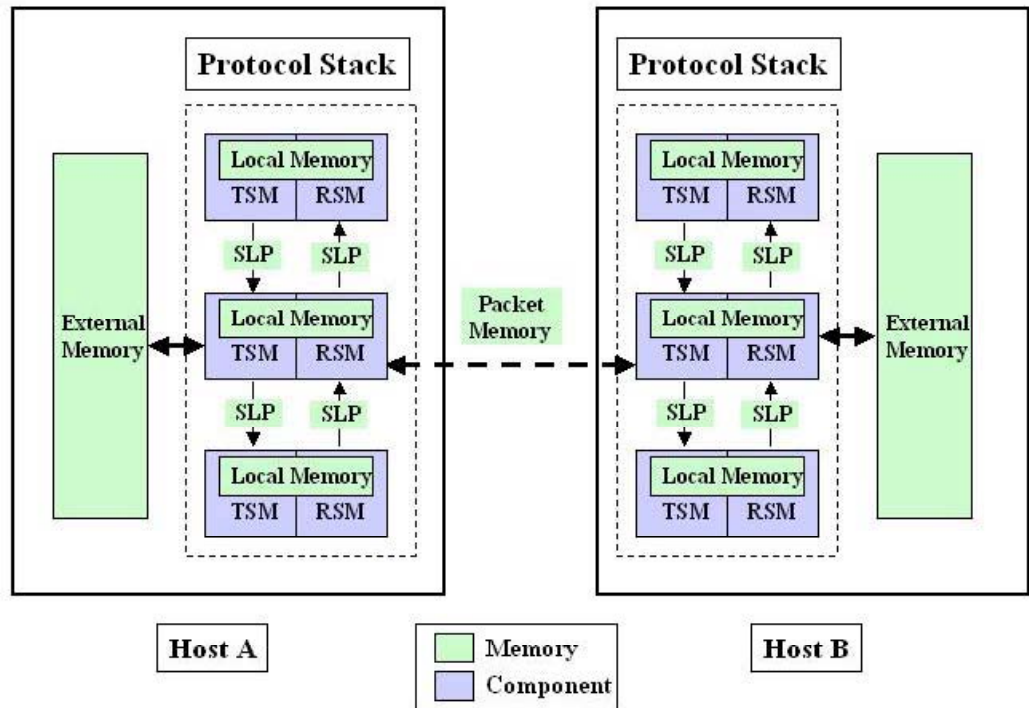 Protocol Stack
Local Memory
TSM RSM
SLP SLP
External
Memory
Local Memory
TSM RSM
SLP SLP
Local Memory
TSM RSM
Packet
Memory
Protocol Stack
Local Memory
TSM RSM
SLP SLP
Local Memory
TSM RSM
External
Memory
SLP SLP
Local Memory
TSM RSM
Host A
Host B
Memory
Component